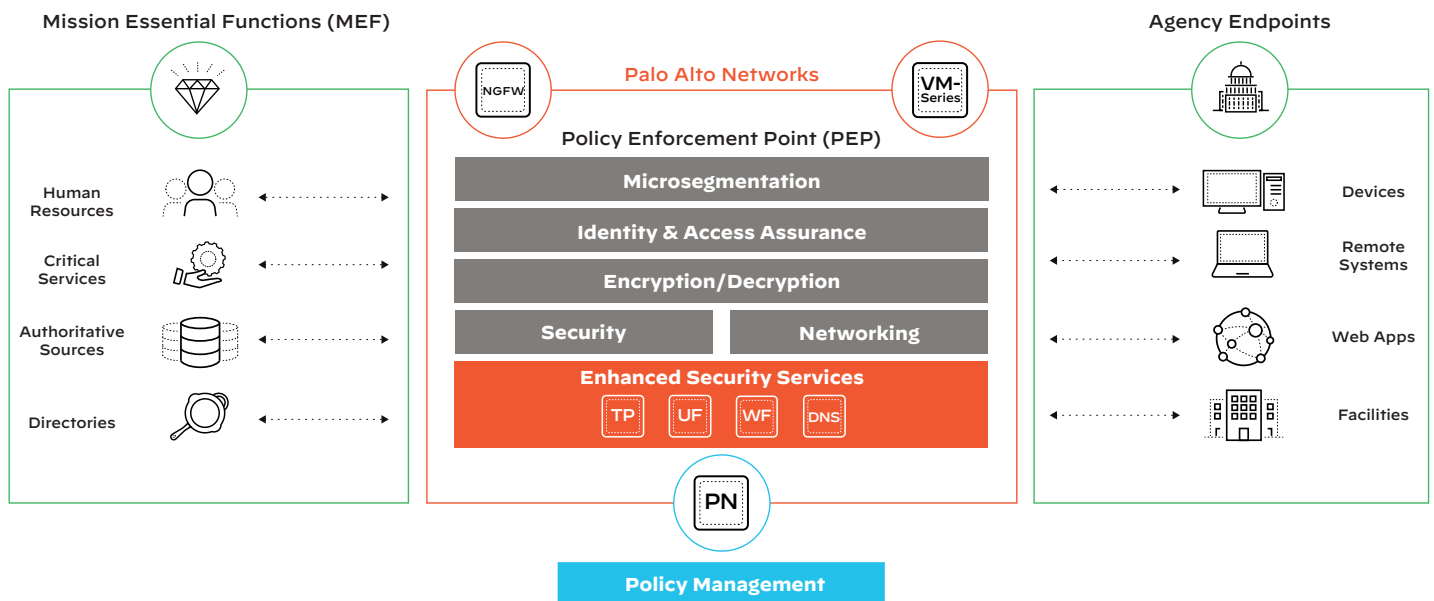 Mission Essential Functions (MEF)
Human
Resources
Critical
Services
Authoritative
Sources
Directories
Palo Alto Networks
NGFW
VM-
Series
Policy Enforcement Point (PEP)
Microsegmentation
Identity & Access Assurance
Encryption/Decryption
Security
Networking
Enhanced Security Services
TP
UF
WF
DNS
PN
Policy Management
Agency Endpoints
Devices
Remote
Systems
Web Apps
Facilities